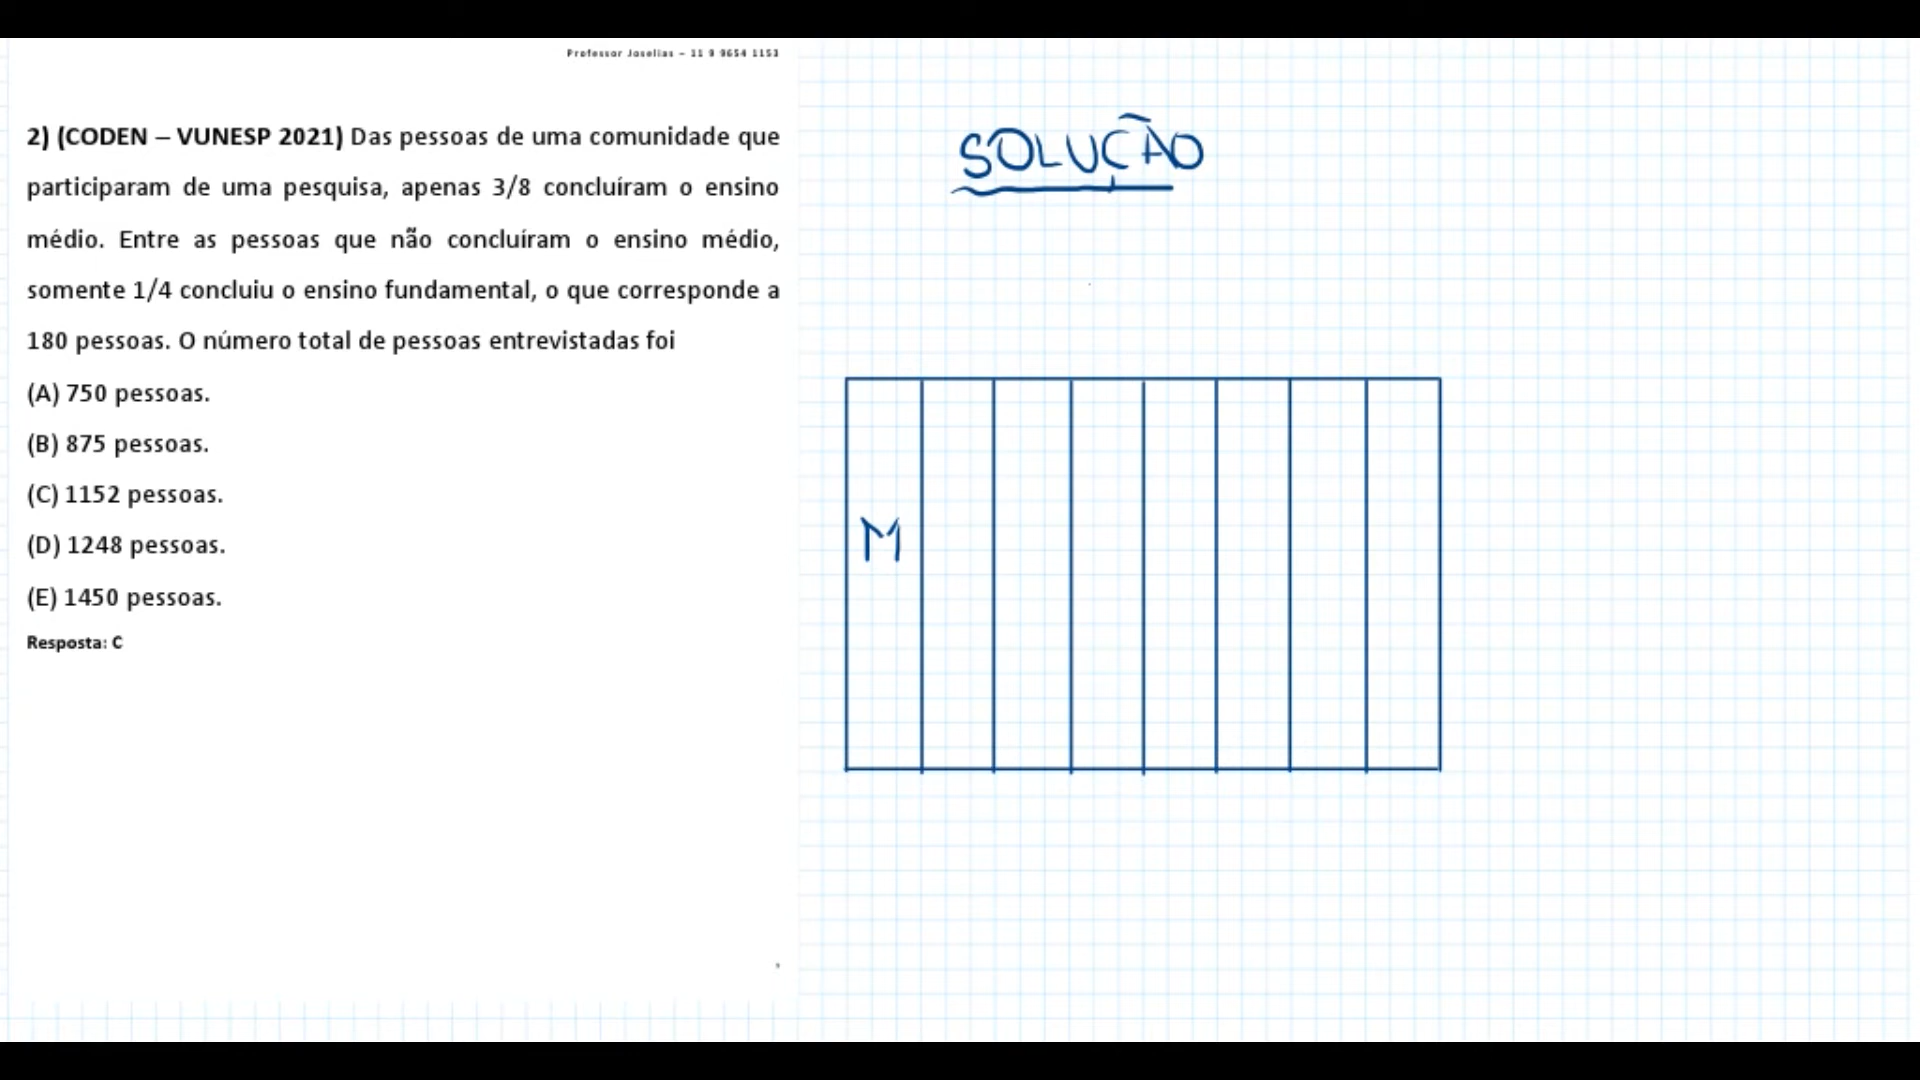 Professor Joselias – 11 9 9654 1153
2) (CODEN – VUNESP 2021) Das pessoas de uma comunidade que
participaram de uma pesquisa, apenas 3/8 concluíram o ensino
médio. Entre as pessoas que não concluíram o ensino médio,
somente 1/4 concluiu o ensino fundamental, o que corresponde a
180 pessoas. O número total de pessoas entrevistadas foi
(A) 750 pessoas.
(B) 875 pessoas.
(C) 1152 pessoas.
(D) 1248 pessoas.
(E) 1450 pessoas.
Resposta: C
SOLUÇÃO
M